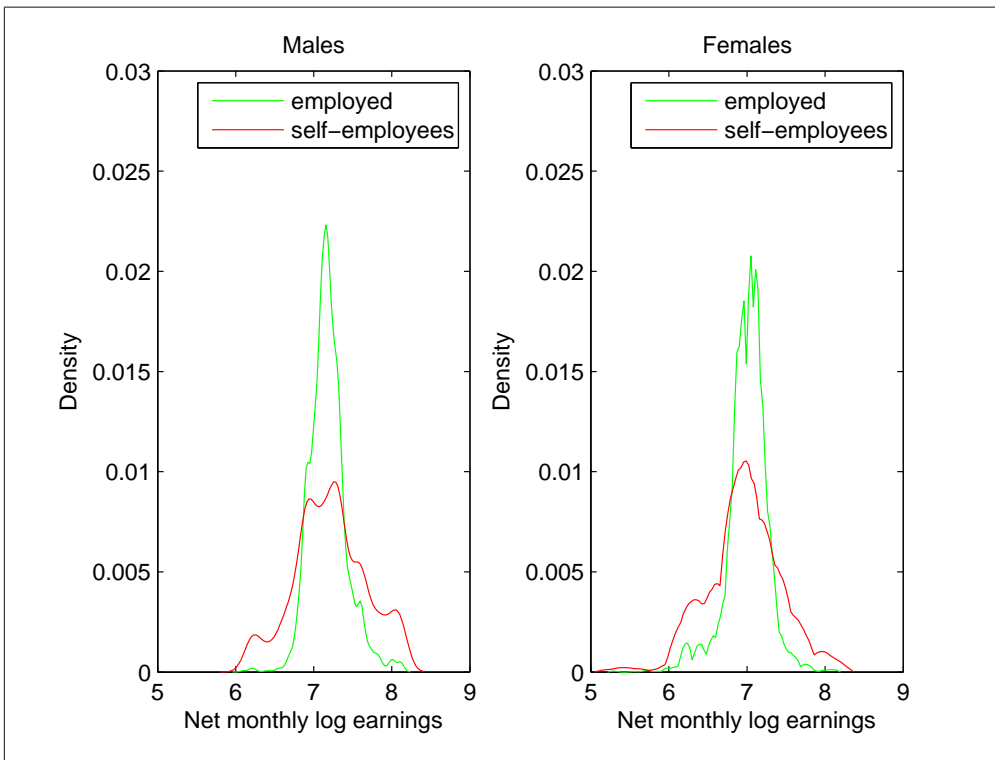 Males
0.03
0.025
0.02
0.015
0.01
0.005
0
Density
employed
self-employees
5 6 7 8 9
Net monthly log earnings
Females
0.03
0.025
0.02
0.015
0.01
0.005
0
Density
employed
self-employees
5 6 7 8 9
Net monthly log earnings